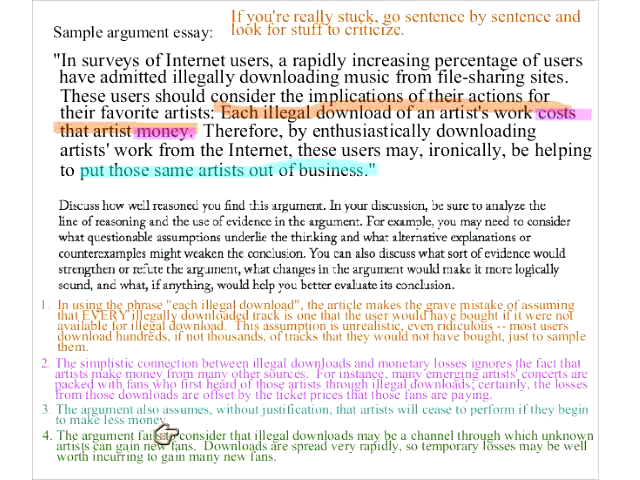 If you're really stuck, go sentence by sentence and
look for stuff to criticize.
Sample argument essay:
"In surveys of Internet users, a rapidly increasing percentage of users
have admitted illegally downloading music from file-sharing sites.
These users should consider the implications of their actions for
their favorite artists: Each illegal download of an artist's work costs
that artist money. Therefore, by enthusiastically downloading
artists' work from the Internet, these users may, ironically, be helping
to put those same artists out of business."
Discuss how well reasoned you find this argument. In your discussion, be sure to analyze the
line of reasoning and the use of evidence in the argument. For example, you may need to consider
what questionable assumptions underlie the thinking and what alternative explanations or
counterexamples might weaken the conclusion. You can also discuss what sort of evidence would
strengthen or refute the argument, what changes in the argument would make it more logically
sound, and what, if anything, would help you better evaluate its conclusion.
1. In using the phrase "each illegal download", the article makes the grave mistake of assuming
that EVERY illegally downloaded track is one that the user would have bought if it were not
available for illegal download. This assumption is unrealistic, even ridiculous -- most users
download hundreds, if not thousands, of tracks that they would not have bought, just to sample
them.
2. The simplistic connection between illegal downloads and monetary losses ignores the fact that
artists make money from many other sources. For instance, many emerging artists' concerts are
packed with fans who first heard of those artists through illegal downloads; certainly, the losses
from those downloads are offset by the ticket prices that those fans are paying.
3. The argument also assumes, without justification, that artists will cease to perform if they begin
to make less money.
4. The argument consider that illegal downloads may be a channel through which unknown
artists can gain new fans. Downloads are spread very rapidly, so temporary losses may be well
worth incurring to gain many new fans.